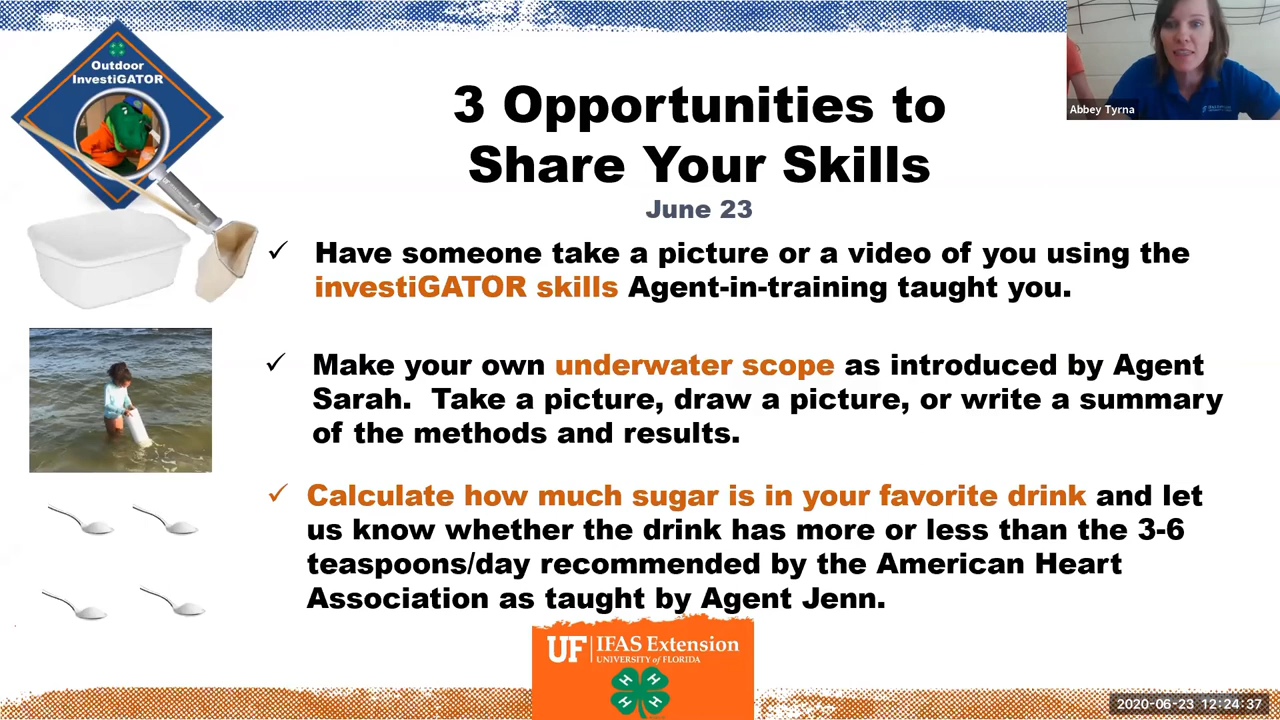 Outdoor
InvestiGATOR
Abbey Tyrna
3 Opportunities to
Share Your Skills
June 23
✓ Have someone take a picture or a video of you using the
investiGATOR skills Agent-in-training taught you.
✓ Make your own underwater scope as introduced by Agent
Sarah. Take a picture, draw a picture, or write a summary
of the methods and results.
✓ Calculate how much sugar is in your favorite drink and let
us know whether the drink has more or less than the 3-6
teaspoons/day recommended by the American Heart
Association as taught by Agent Jenn.
UF IFAS Extension
UNIVERSITY of FLORIDA
H H
H H
2020-06-23 12:24:37